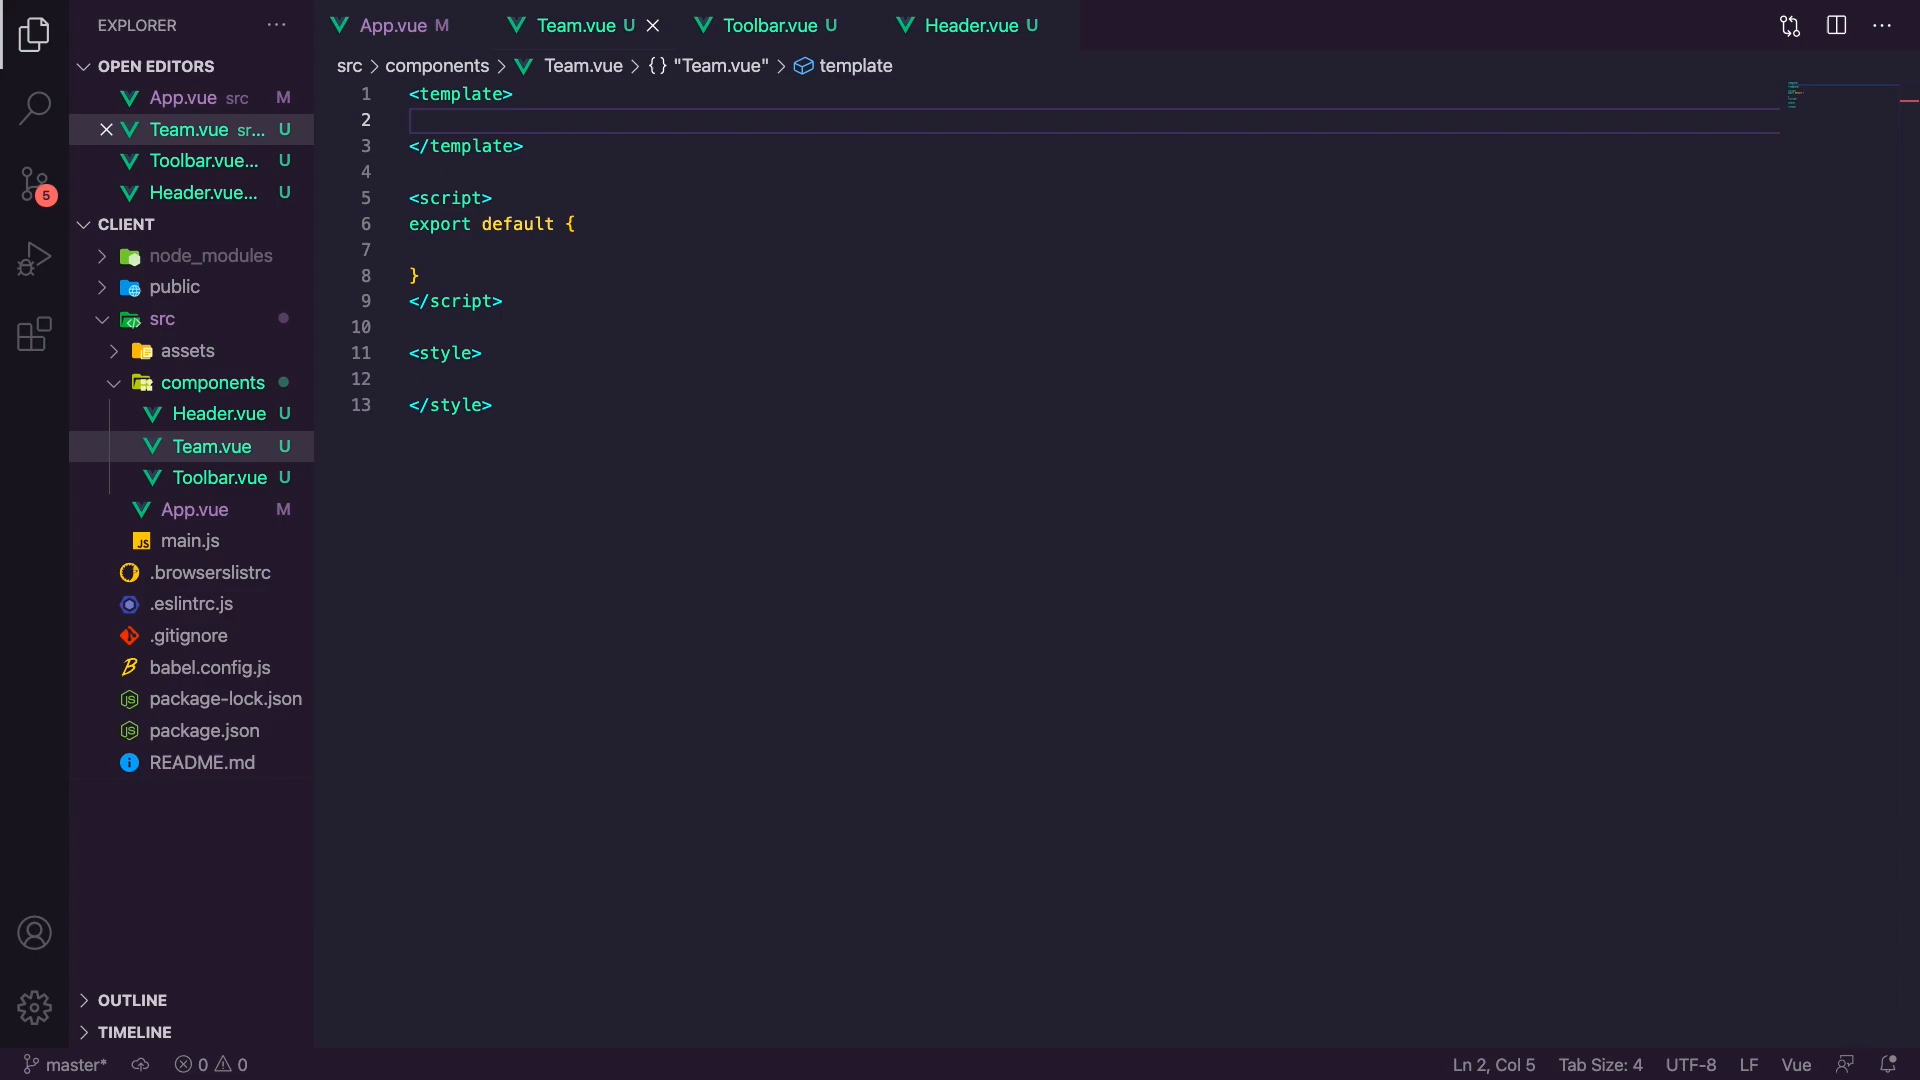 EXPLORER
OPEN EDITORS
App.vue src M
Team.vue sr... U
Toolbar.vue... U
Header.vue... U
CLIENT
node_modules
public
src
assets
components
Header.vue U
Team.vue U
Toolbar.vue U
App.vue M
main.js
.browserslistrc
.eslintrc.js
.gitignore
babel.config.js
package-lock.json
package.json
README.md
OUTLINE
TIMELINE
5
App.vue M
Team.vue U
Toolbar.vue U
Header.vue U
src > components > Team.vue > {} "Team.vue" > template
1 <template>
2
3 </template>
4
5 <script>
6 export default {
7
8 }
9 </script>
10
11 <style>
12
13 </style>
master* 0 0 Ln 2, Col 5 Tab Size: 4 UTF-8 LF Vue